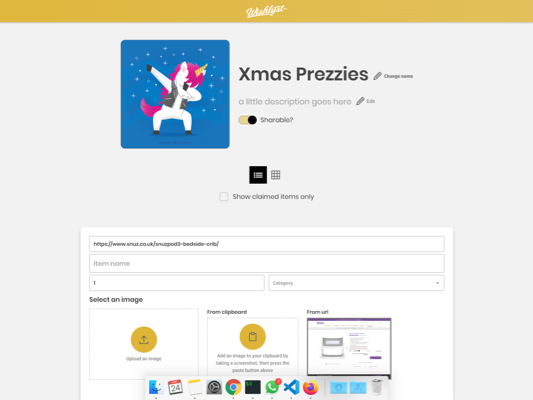 Wishlyst
Xmas Prezzies
Change name
a little description goes here
Edit
Sharable?
Show claimed items only
https://www.snuz.co.uk/snuzpod3-bedside-crib/
Item name
1
Category
Select an image
Upload an image
From clipboard
Add an image to your clipboard by
taking a screenshot, then press the
paste button above
From url
24